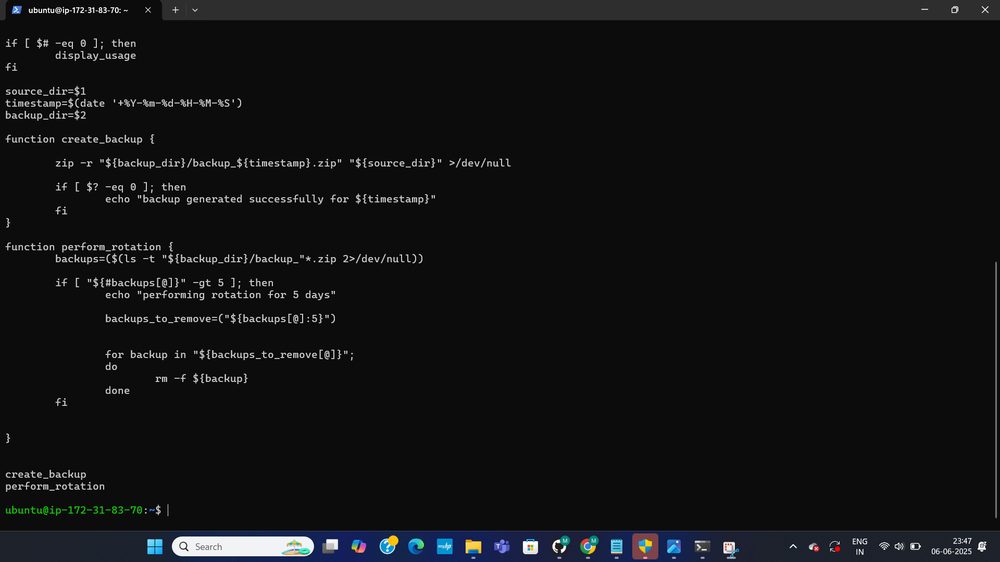 ubuntu@ip-172-31-83-70: ~
if [ $# -eq 0 ]; then
        display_usage
fi
source_dir=$1
timestamp=$(date '+%Y-%m-%d-%H-%M-%S')
backup_dir=$2
function create_backup {
        zip -r "${backup_dir}/backup_${timestamp}.zip" "${source_dir}" >/dev/null
        if [ $? -eq 0 ]; then
                echo "backup generated successfully for ${timestamp}"
        fi
}
function perform_rotation {
        backups=($(ls -t "${backup_dir}/backup_"*.zip 2>/dev/null))
        if [ "${#backups[@]}" -gt 5 ]; then
                echo "performing rotation for 5 days"
                backups_to_remove=("${backups[@]:5}")
                for backup in "${backups_to_remove[@]}";
                do
                        rm -f ${backup}
                done
        fi
}
create_backup
perform_rotation
ubuntu@ip-172-31-83-70:~$
Search
myhp
T
M
M
ENG
IN
23:47
06-06-2025